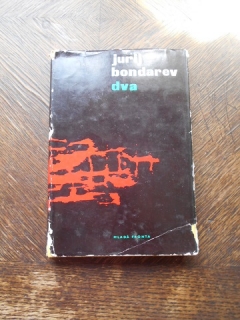 jurij
bondarev
dva
MLADÁ FRONTA